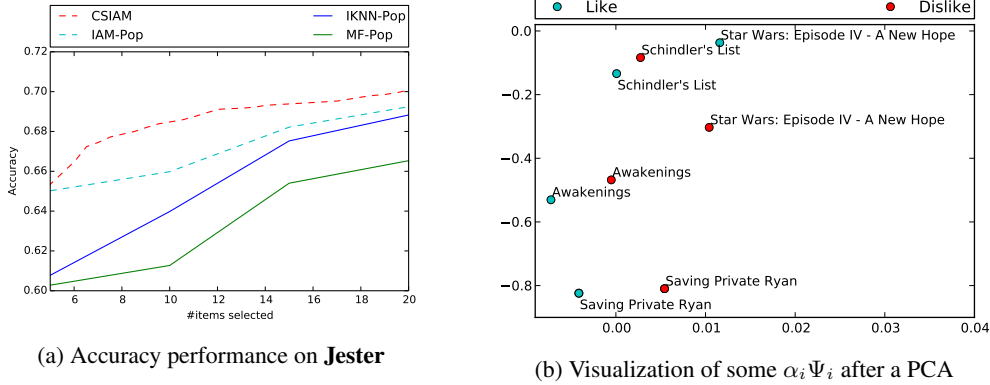 CSIAM
IKNN-Pop
IAM-Pop
MF-Pop
0.72
0.70
0.68
0.66
0.64
0.62
0.60
Accuracy
6 8 10 12 14 16 18 20
#items selected
(a) Accuracy performance on Jester
Like
Dislike
0.0
−0.2
−0.4
−0.6
−0.8
Star Wars: Episode IV - A New Hope
Schindler's List
Schindler's List
Star Wars: Episode IV - A New Hope
Awakenings
Awakenings
Saving Private Ryan
Saving Private Ryan
0.00 0.01 0.02 0.03 0.04
(b) Visualization of some αᵢΨᵢ after a PCA